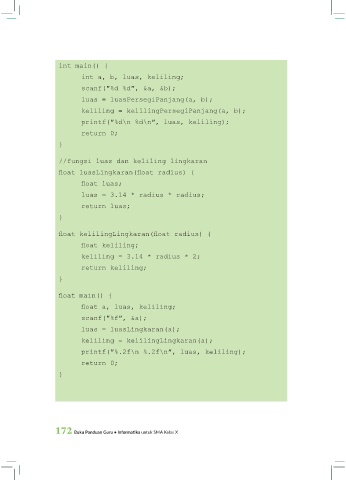 int main() {
int a, b, luas, keliling;
scanf("%d %d", &a, &b);
luas = luasPersegiPanjang(a, b);
keliling = kelilingPersegiPanjang(a, b);
printf("%d\n %d\n", luas, keliling);
return 0;
}
//fungsi luas dan keliling lingkaran
float luasLingkaran(float radius) {
float luas;
luas = 3.14 * radius * radius;
return luas;
}
float kelilingLingkaran(float radius) {
float keliling;
keliling = 3.14 * radius * 2;
return keliling;
}
float main() {
float a, luas, keliling;
scanf("%f", &a);
luas = luasLingkaran(a);
keliling = kelilingLingkaran(a);
printf("%.2f\n %.2f\n", luas, keliling);
return 0;
}
172 Buku Panduan Guru • Informatika untuk SMA Kelas X